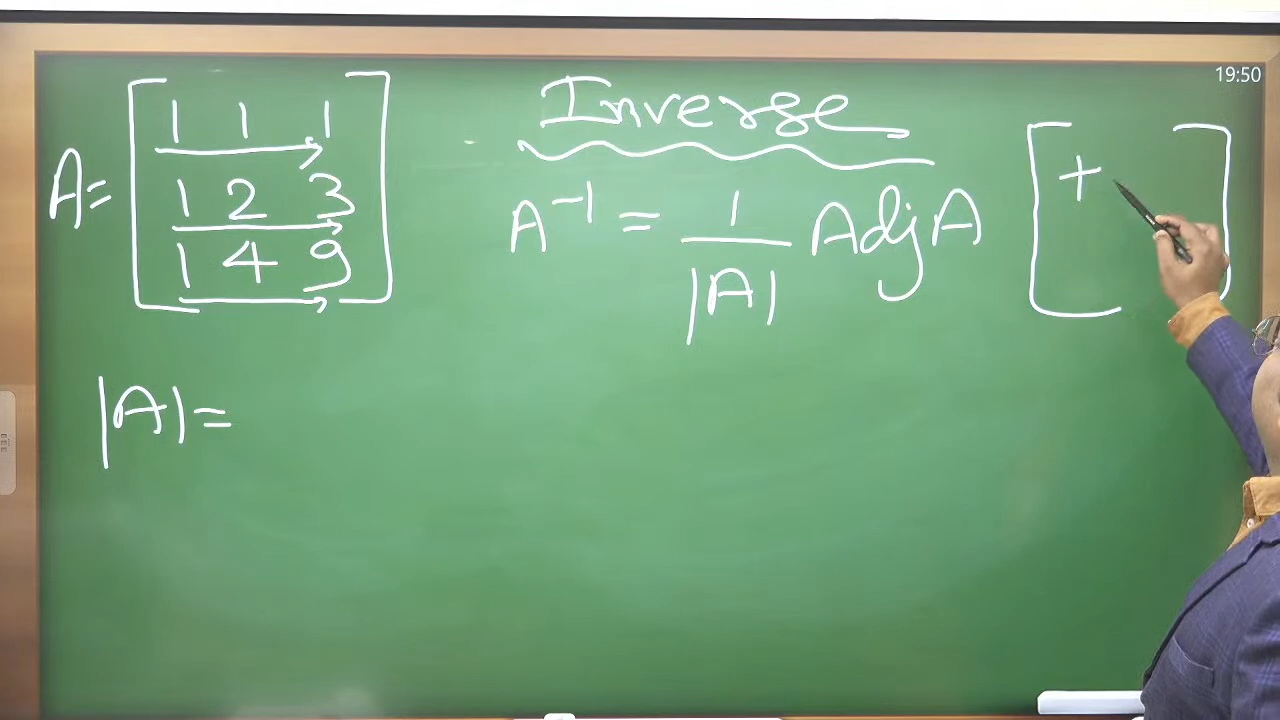 19:50
Inverse
A = [1 1 1
1 2 3
1 4 9]
A⁻¹ = 1/|A| Adj A
[+ ]
|A| =